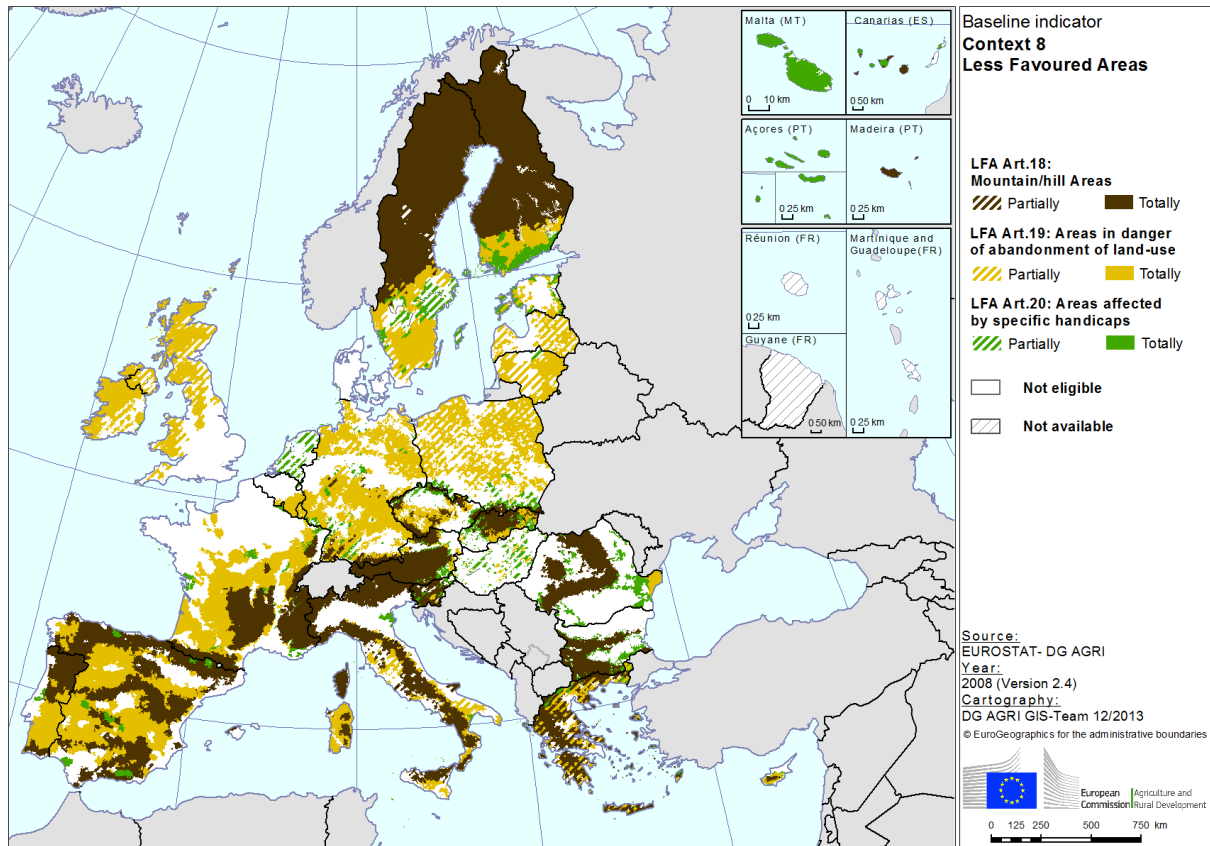 Malta (MT)
0 10 km
Canarias (ES)
0 50 km
Açores (PT)
0 25 km
Madeira (PT)
0 25 km
Réunion (FR)
0 25 km
Martinique and
Guadeloupe(FR)
0 25 km
Guyane (FR)
0 50 km
Baseline indicator
Context 8
Less Favoured Areas
LFA Art.18:
Mountain/hill Areas
Partially Totally
LFA Art.19: Areas in danger
of abandonment of land-use
Partially Totally
LFA Art.20: Areas affected
by specific handicaps
Partially Totally
Not eligible
Not available
Source:
EUROSTAT- DG AGRI
Year:
2008 (Version 2.4)
Cartography:
DG AGRI GIS-Team 12/2013
© EuroGeographics for the administrative boundaries
European
Commission
Agriculture and
Rural Development
0 125 250 500 750 km